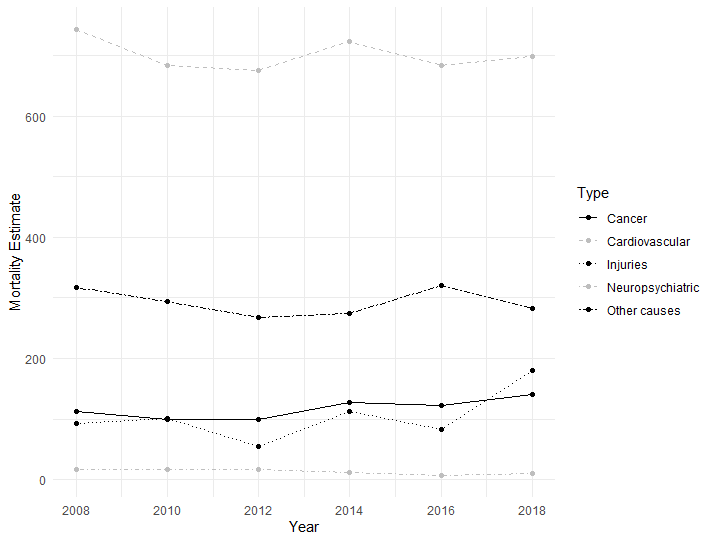 600
400
200
0
Mortality Estimate
2008 2010 2012 2014 2016 2018
Year
Type
Cancer
Cardiovascular
Injuries
Neuropsychiatric
Other causes